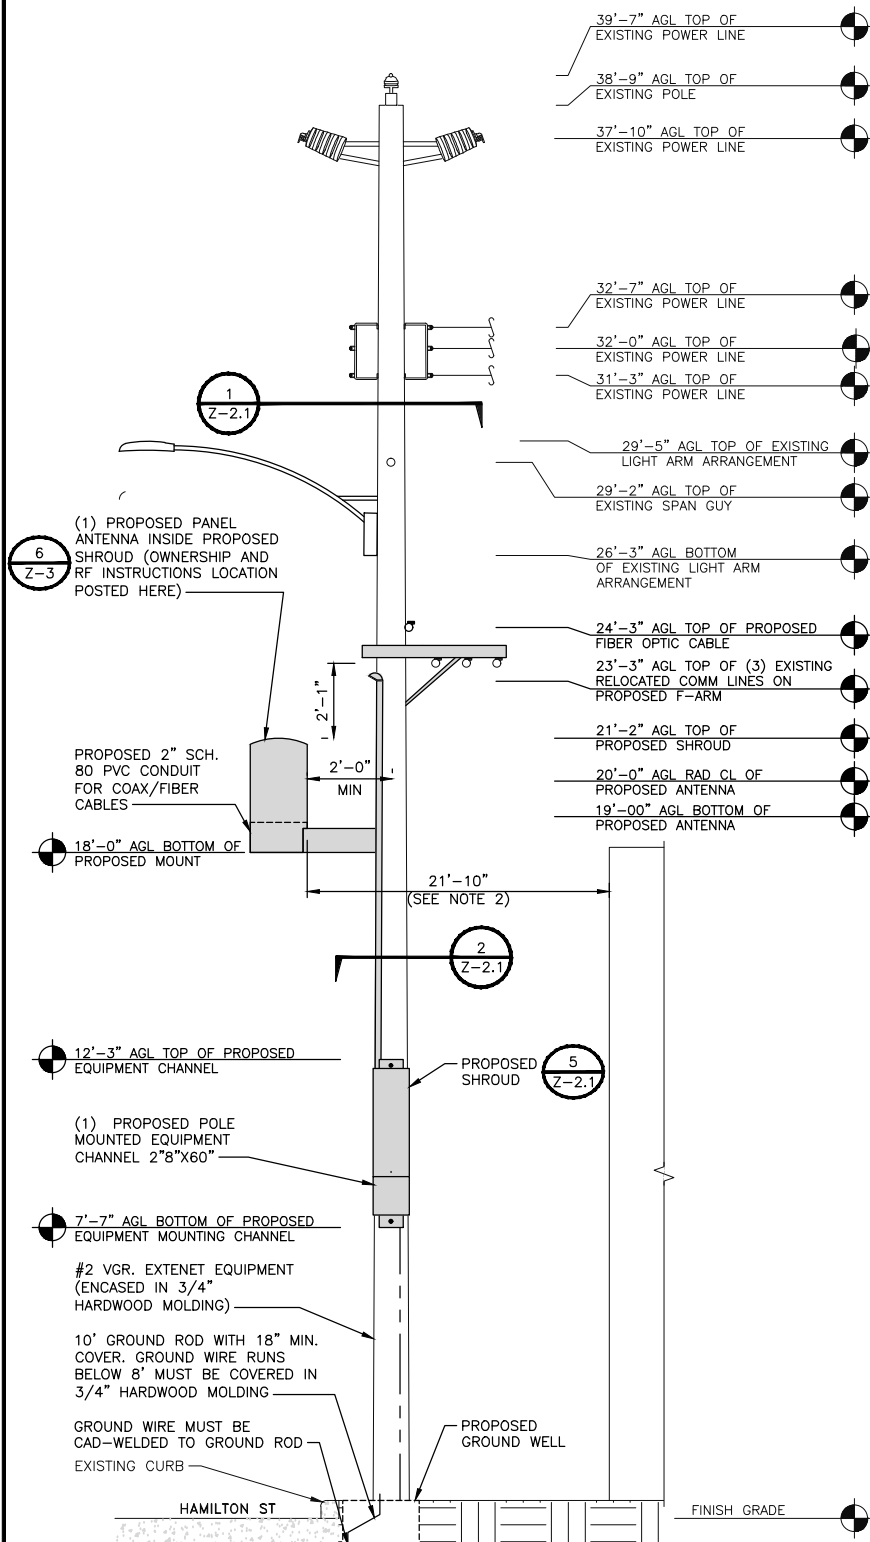 39'-7" AGL TOP OF
EXISTING POWER LINE
38'-9" AGL TOP OF
EXISTING POLE
37'-10" AGL TOP OF
EXISTING POWER LINE
32'-7" AGL TOP OF
EXISTING POWER LINE
32'-0" AGL TOP OF
EXISTING POWER LINE
31'-3" AGL TOP OF
EXISTING POWER LINE
1
Z-2.1
29'-5" AGL TOP OF EXISTING
LIGHT ARM ARRANGEMENT
29'-2" AGL TOP OF
EXISTING SPAN GUY
6
Z-3
(1) PROPOSED PANEL
ANTENNA INSIDE PROPOSED
SHROUD (OWNERSHIP AND
RF INSTRUCTIONS LOCATION
POSTED HERE)
26'-3" AGL BOTTOM
OF EXISTING LIGHT ARM
ARRANGEMENT
24'-3" AGL TOP OF PROPOSED
FIBER OPTIC CABLE
23'-3" AGL TOP OF (3) EXISTING
RELOCATED COMM LINES ON
PROPOSED F-ARM
2'-1"
21'-2" AGL TOP OF
PROPOSED SHROUD
PROPOSED 2" SCH.
80 PVC CONDUIT
FOR COAX/FIBER
CABLES
2'-0"
MIN
20'-0" AGL RAD CL OF
PROPOSED ANTENNA
19'-00" AGL BOTTOM OF
PROPOSED ANTENNA
18'-0" AGL BOTTOM OF
PROPOSED MOUNT
21'-10"
(SEE NOTE 2)
2
Z-2.1
12'-3" AGL TOP OF PROPOSED
EQUIPMENT CHANNEL
PROPOSED
SHROUD
5
Z-2.1
(1) PROPOSED POLE
MOUNTED EQUIPMENT
CHANNEL 2"8"X60"
7'-7" AGL BOTTOM OF PROPOSED
EQUIPMENT MOUNTING CHANNEL
#2 VGR. EXTENET EQUIPMENT
(ENCASED IN 3/4"
HARDWOOD MOLDING)
10' GROUND ROD WITH 18" MIN.
COVER. GROUND WIRE RUNS
BELOW 8' MUST BE COVERED IN
3/4" HARDWOOD MOLDING
GROUND WIRE MUST BE
CAD-WELDED TO GROUND ROD
PROPOSED
GROUND WELL
EXISTING CURB
HAMILTON ST
FINISH GRADE